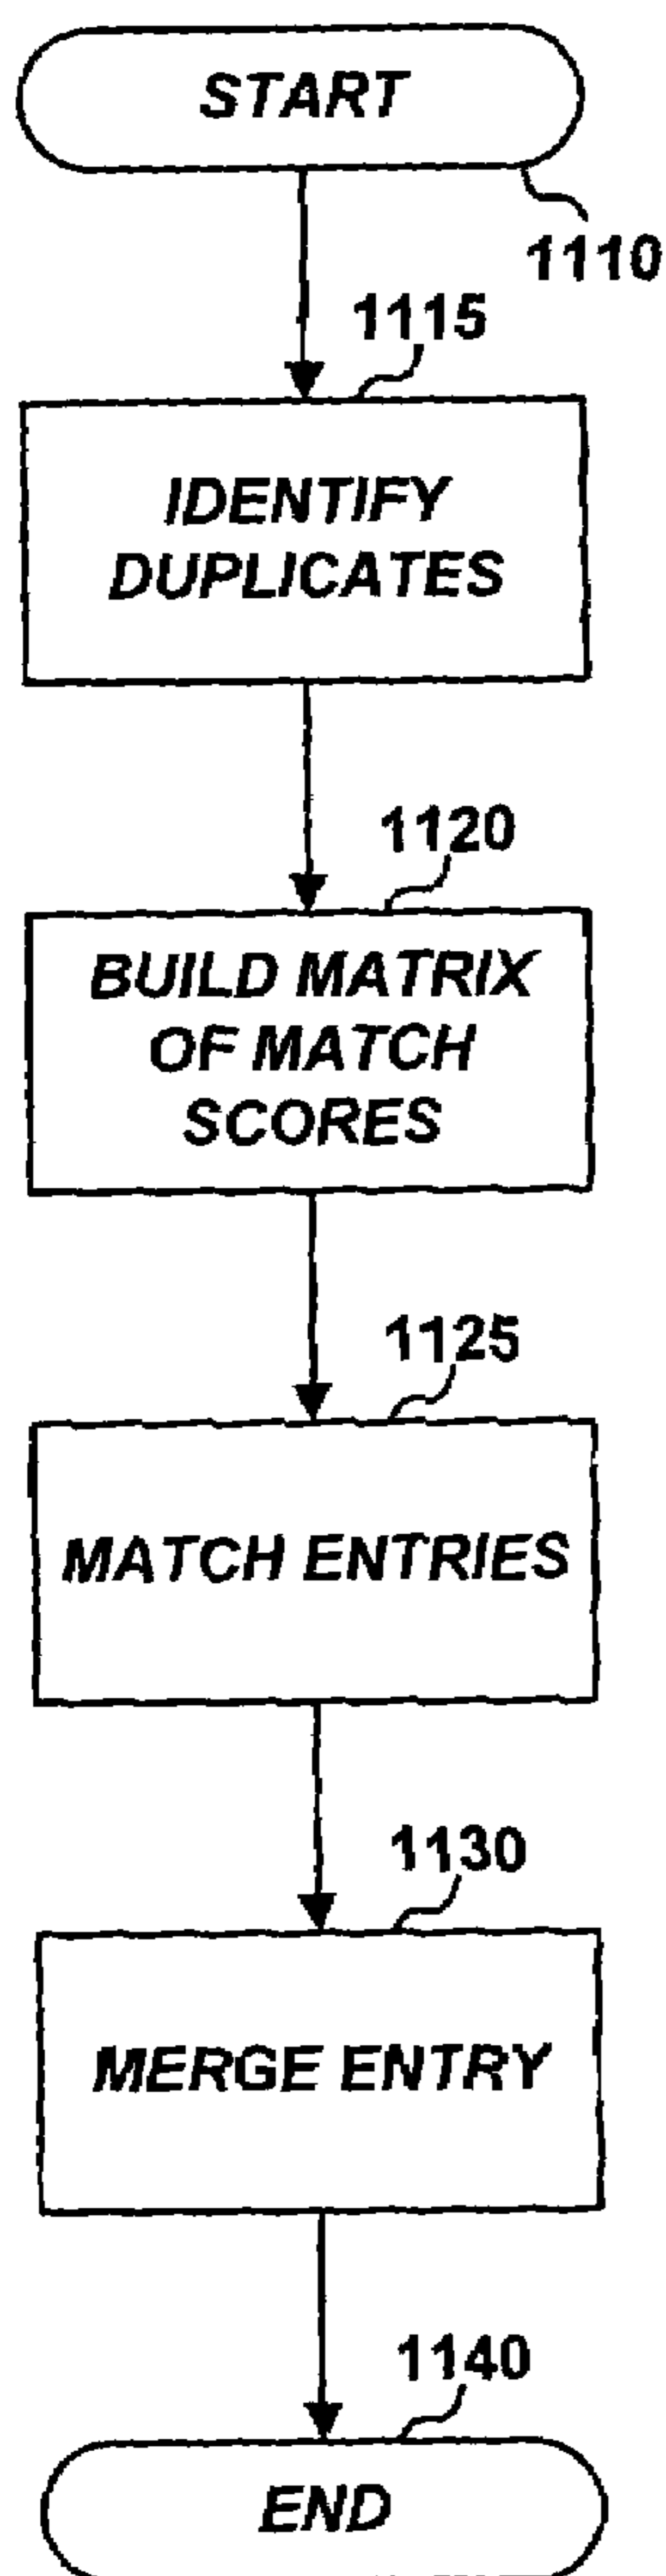 START
1110
1115
IDENTIFY
DUPLICATES
1120
BUILD MATRIX
OF MATCH
SCORES
1125
MATCH ENTRIES
1130
MERGE ENTRY
1140
END